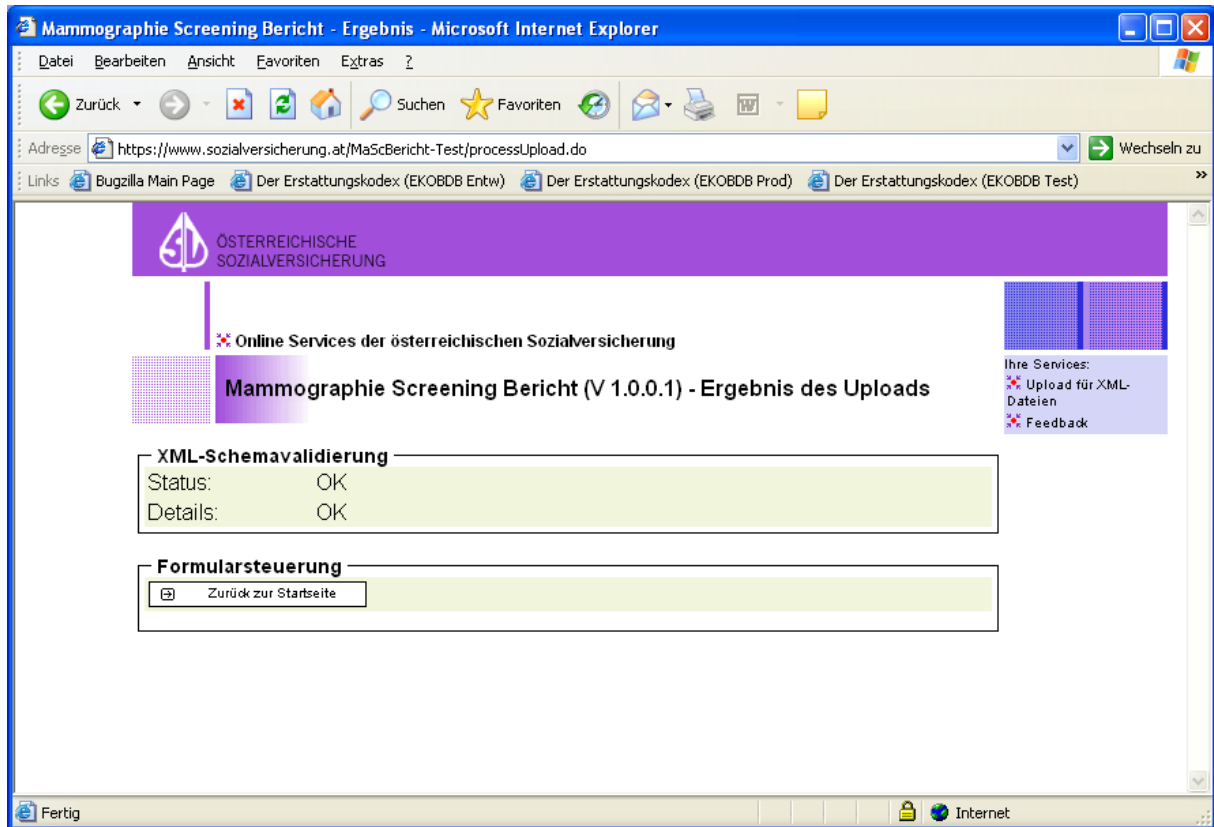 Mammographie Screening Bericht - Ergebnis - Microsoft Internet Explorer
Datei Bearbeiten Ansicht Favoriten Extras ?
Zurück Suchen Favoriten
Adresse https://www.sozialversicherung.at/MaScBericht-Test/processUpload.do Wechseln zu
Links Bugzilla Main Page Der Erstattungskodex (EKOBDB Entw) Der Erstattungskodex (EKOBDB Prod) Der Erstattungskodex (EKOBDB Test) »
ÖSTERREICHISCHE
SOZIALVERSICHERUNG
Online Services der österreichischen Sozialversicherung
Mammographie Screening Bericht (V 1.0.0.1) - Ergebnis des Uploads
Ihre Services:
Upload für XML-
Dateien
Feedback
XML-Schemavalidierung
Status: OK
Details: OK
Formularsteuerung
Zurück zur Startseite
Fertig Internet